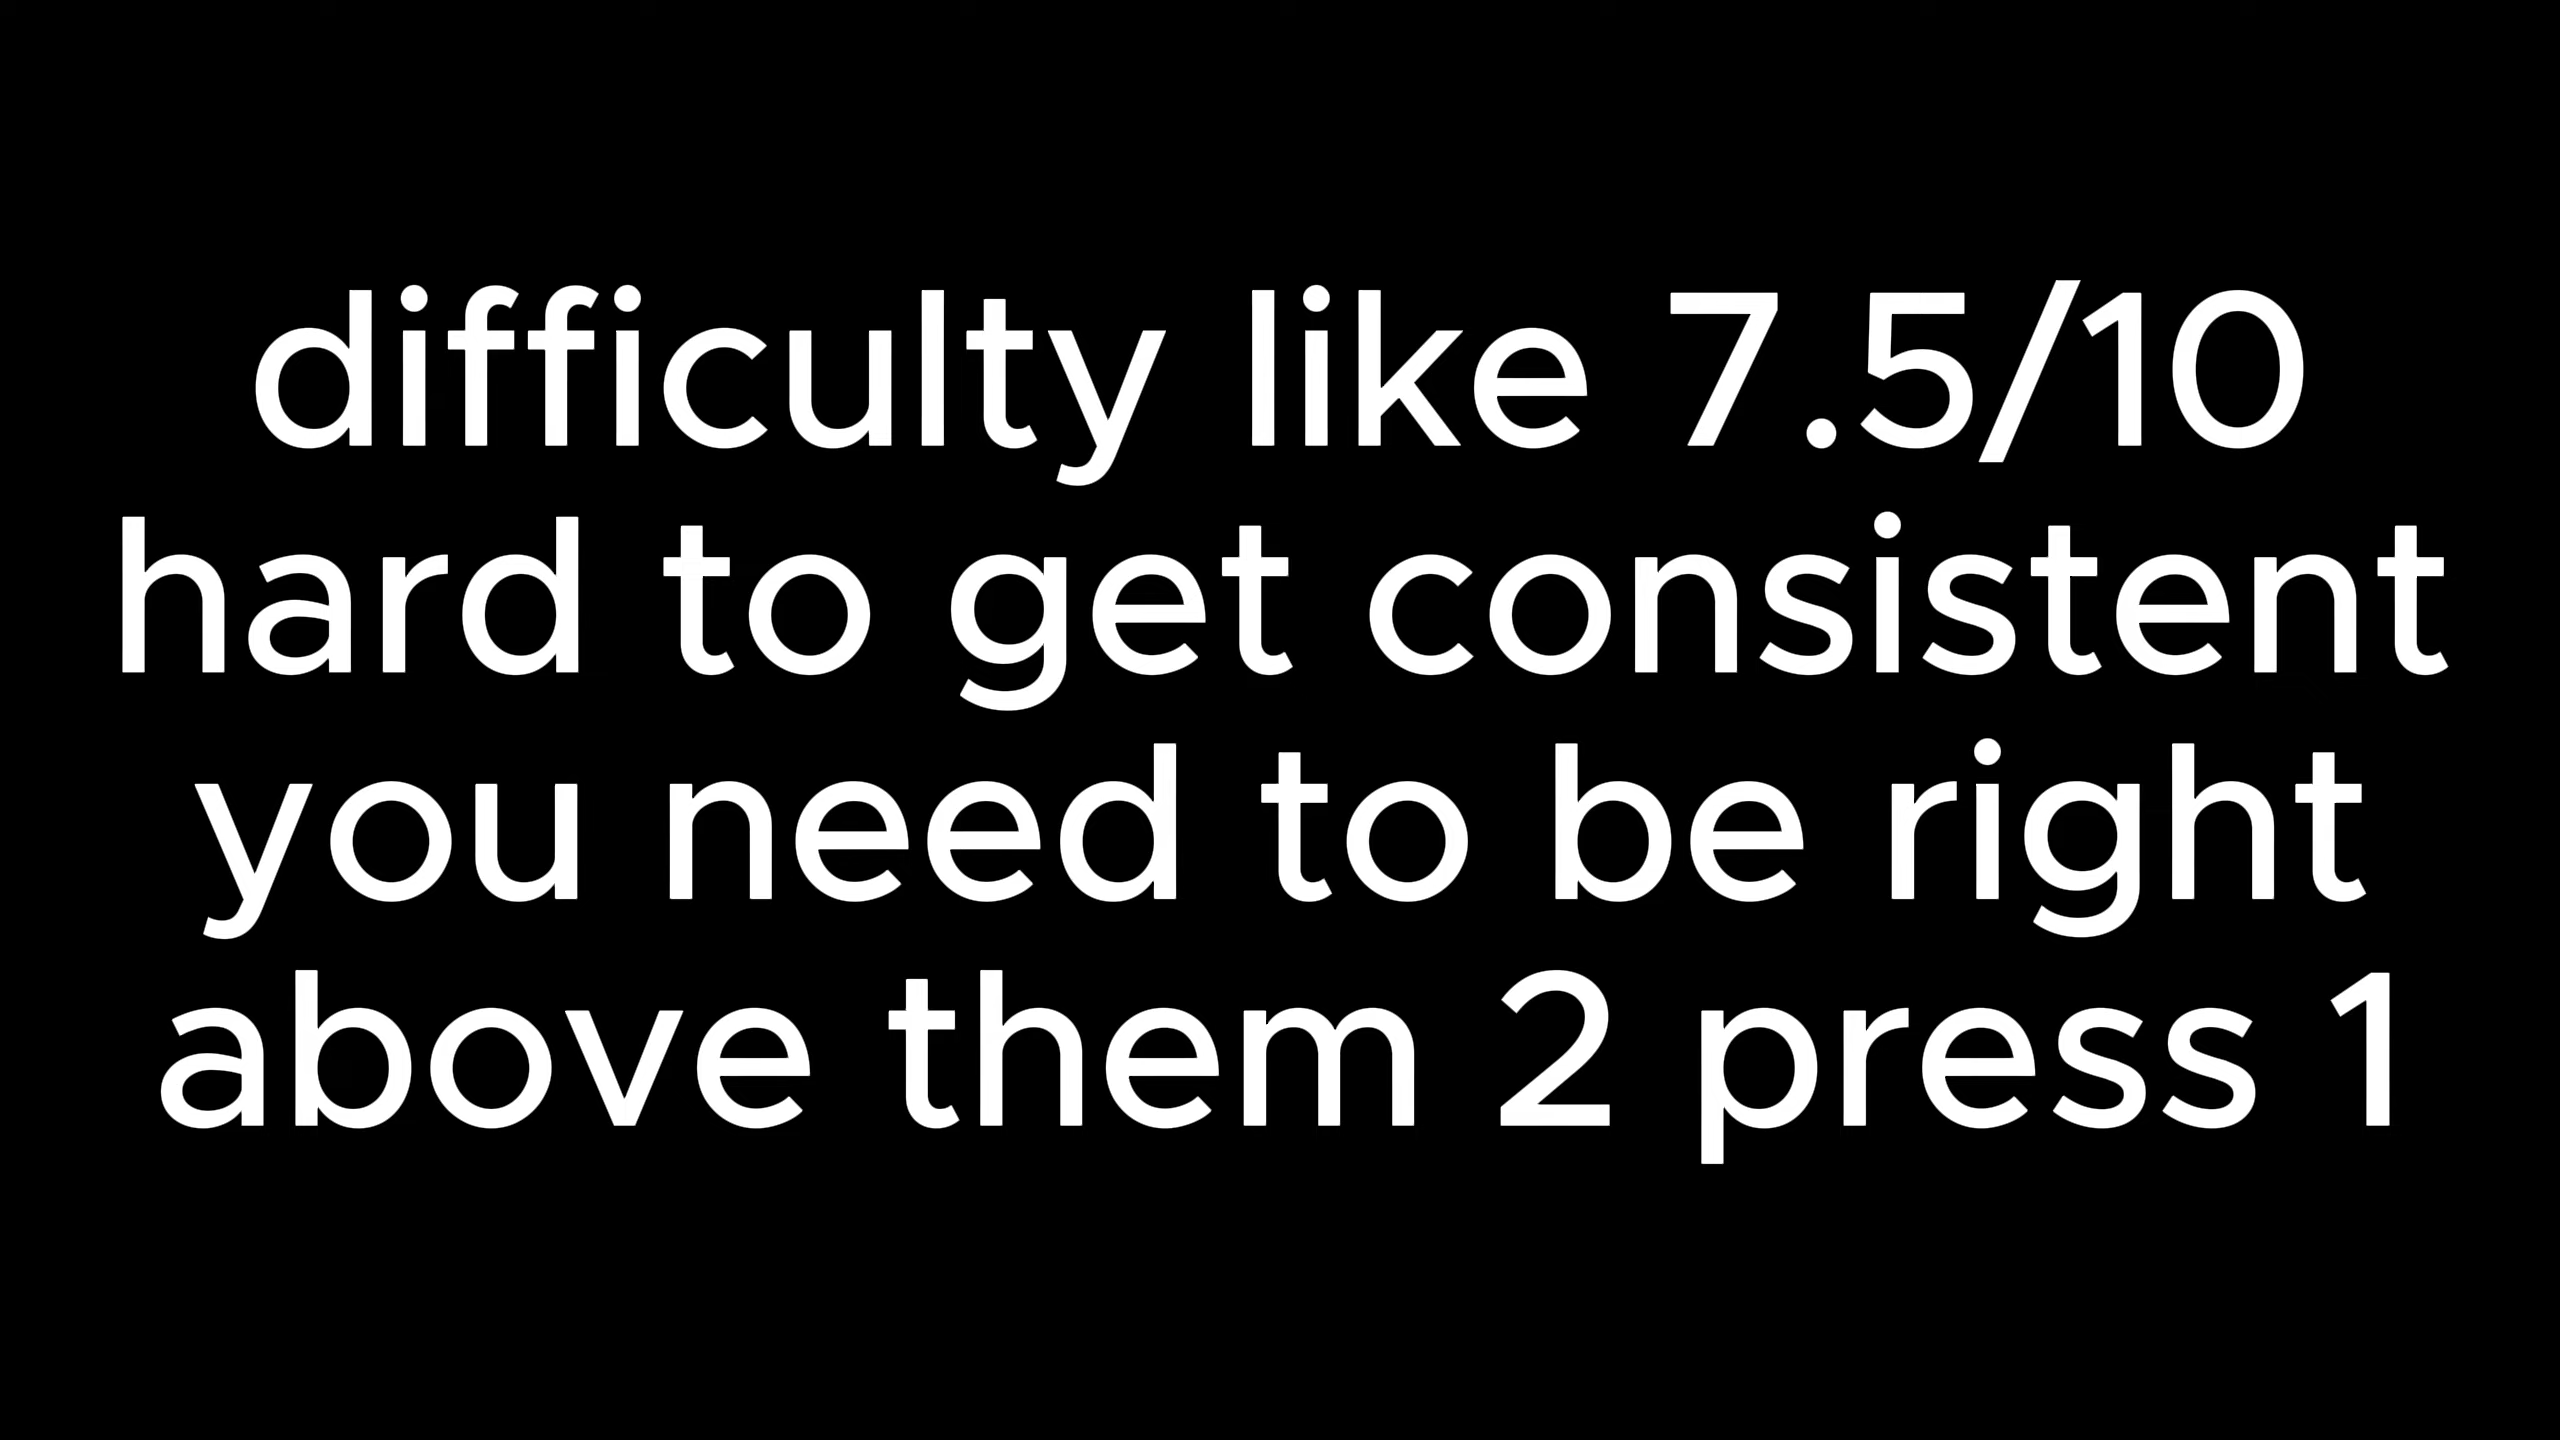 difficulty like 7.5/10
hard to get consistent
you need to be right
above them 2 press 1